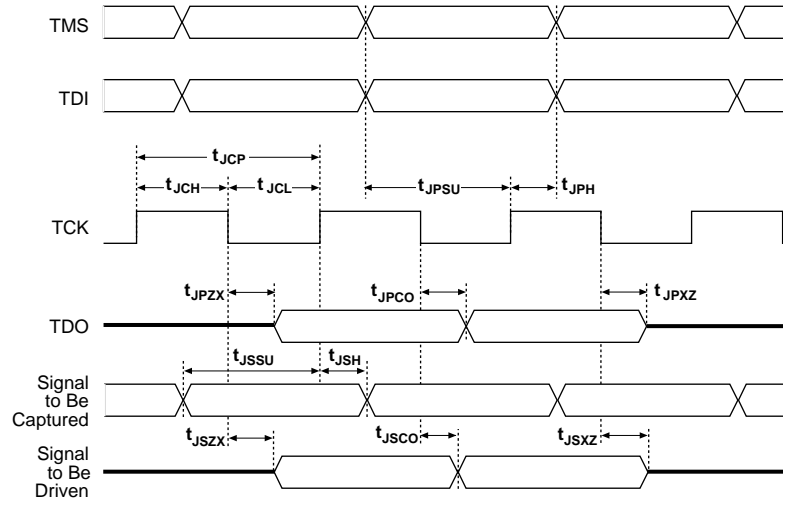 TMS
TDI
tJCP
tJCH
tJCL
tJPSU
tJPH
TCK
tJPZX
tJPCO
tJPXZ
TDO
tJSSU
tJSH
Signal
to Be
Captured
tJSZX
tJSCO
tJSXZ
Signal
to Be
Driven